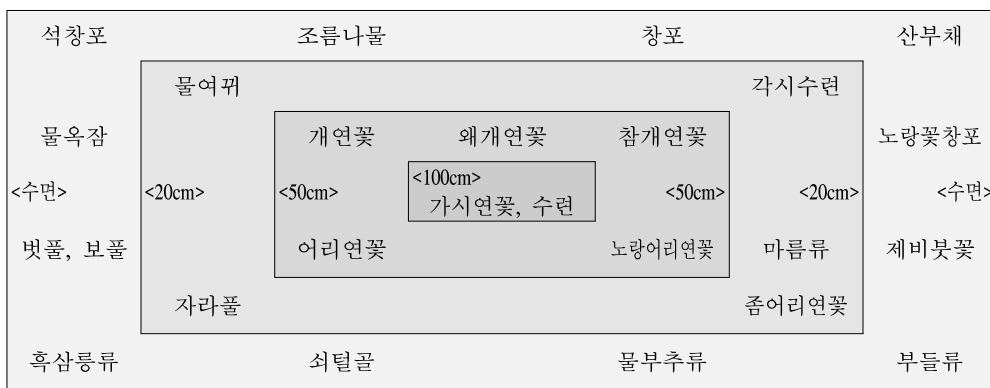 석창포 조름나물 창포 산부채
물여뀌 각시수련
물옥잠 개연꽃 왜개연꽃 참개연꽃 노랑꽃창포
<수면> <20cm> <50cm> <100cm> <50cm> <20cm> <수면>
가시연꽃, 수련
벗풀, 보풀 어리연꽃 노랑어리연꽃 마름류 제비붓꽃
자라풀 좀어리연꽃
흑삼릉류 쇠털골 물부추류 부들류